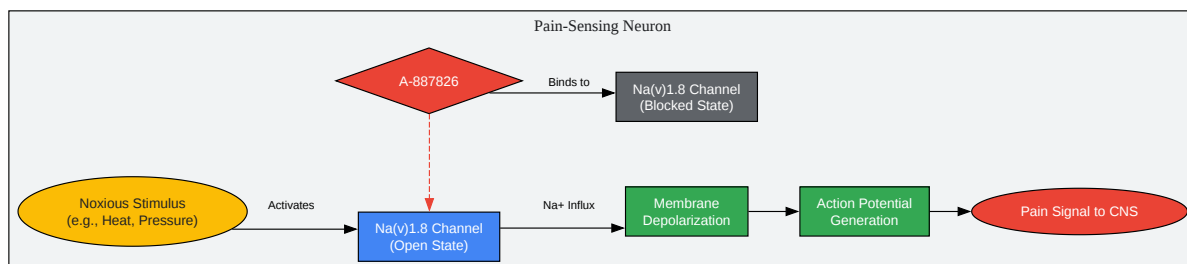 Pain-Sensing Neuron
A-887826
Binds to
Na(v)1.8 Channel
(Blocked State)
Noxious Stimulus
(e.g., Heat, Pressure)
Activates
Na(v)1.8 Channel
(Open State)
Na+ Influx
Membrane
Depolarization
Action Potential
Generation
Pain Signal to CNS